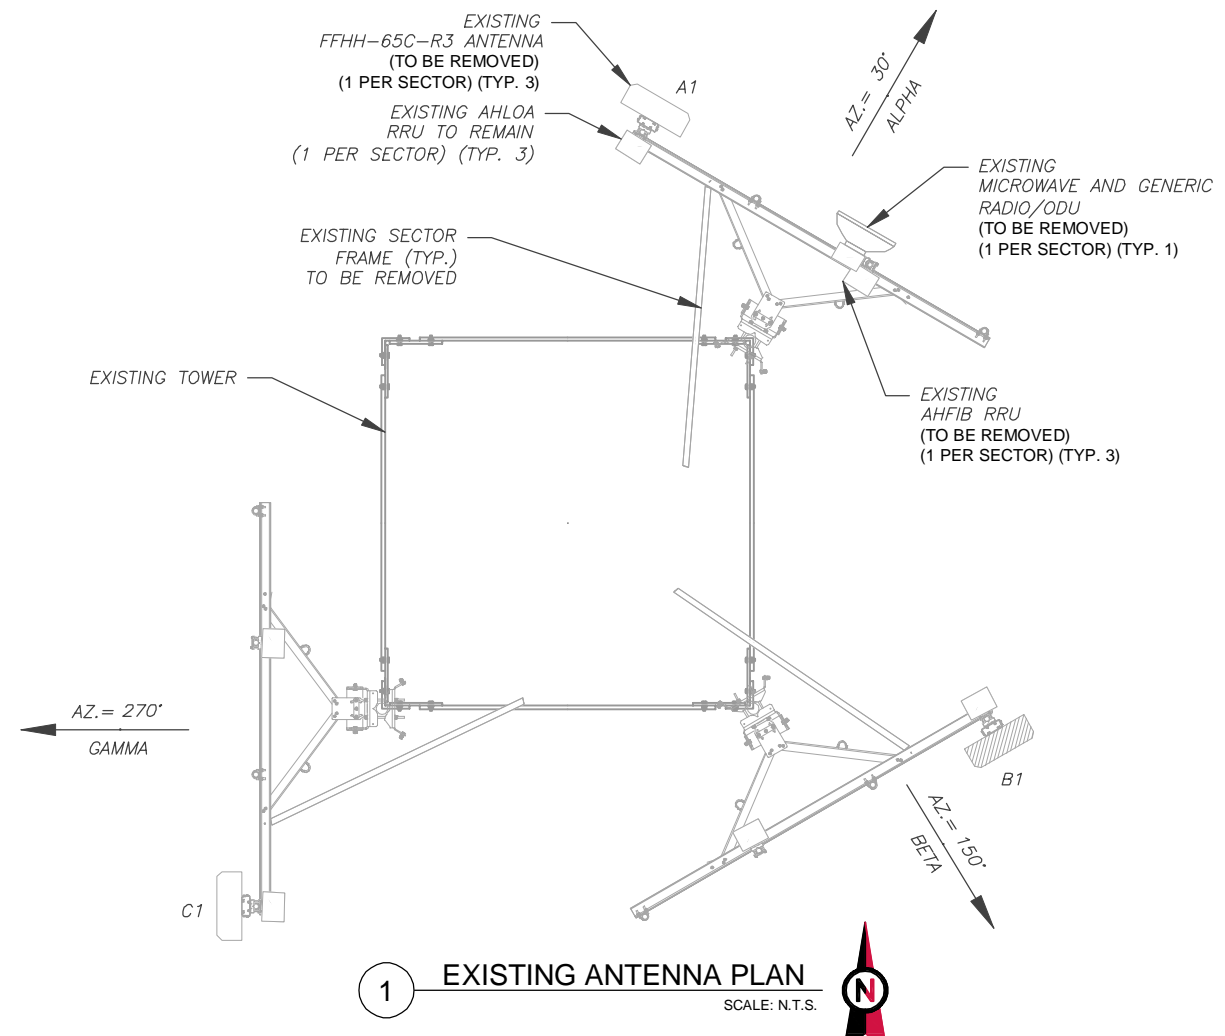 EXISTING
FFHH-65C-R3 ANTENNA
(TO BE REMOVED)
(1 PER SECTOR) (TYP. 3)
A1
EXISTING AHLOA
RRU TO REMAIN
(1 PER SECTOR) (TYP. 3)
AZ.= 30°
ALPHA
EXISTING
MICROWAVE AND GENERIC
RADIO/ODU
(TO BE REMOVED)
(1 PER SECTOR) (TYP. 1)
EXISTING SECTOR
FRAME (TYP.)
TO BE REMOVED
EXISTING TOWER
EXISTING
AHFIB RRU
(TO BE REMOVED)
(1 PER SECTOR) (TYP. 3)
AZ.= 270°
GAMMA
B1
AZ.= 150°
BETA
C1
1
EXISTING ANTENNA PLAN
SCALE: N.T.S.
N